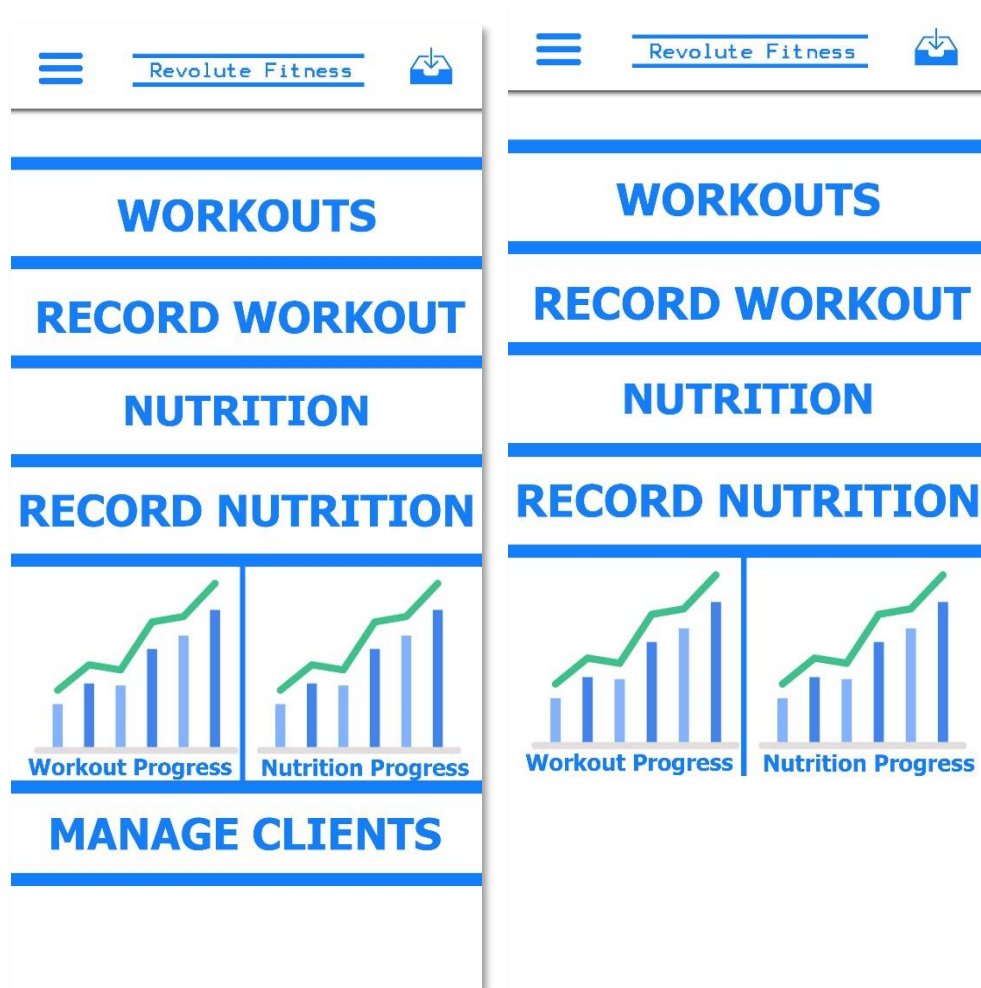 Revolute Fitness
WORKOUTS
RECORD WORKOUT
NUTRITION
RECORD NUTRITION
Workout Progress
Nutrition Progress
MANAGE CLIENTS
Revolute Fitness
WORKOUTS
RECORD WORKOUT
NUTRITION
RECORD NUTRITION
Workout Progress
Nutrition Progress